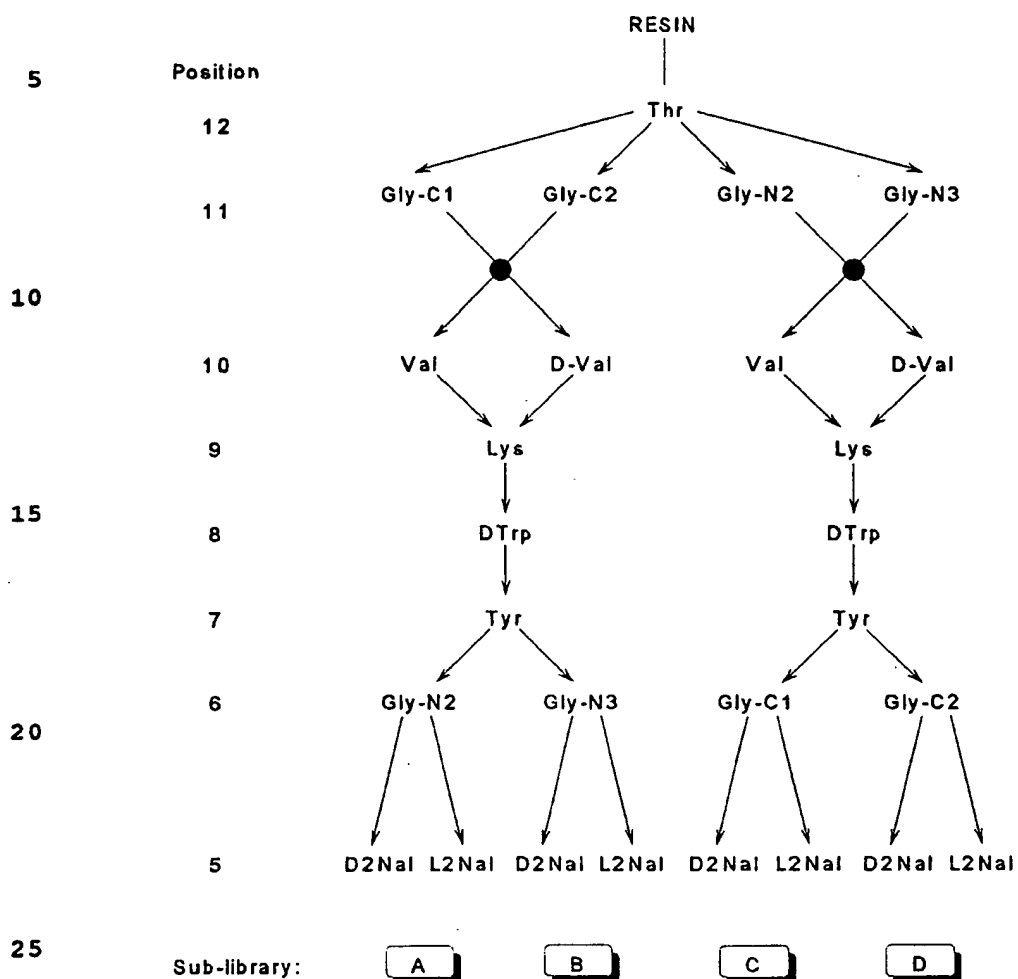 RESIN
5 Position
12 Thr
11 Gly-C1 Gly-C2 Gly-N2 Gly-N3
10
10 Val D-Val Val D-Val
9 Lys Lys
15
8 DTrp DTrp
7 Tyr Tyr
6 Gly-N2 Gly-N3 Gly-C1 Gly-C2
20
5 D2Nal L2Nal D2Nal L2Nal D2Nal L2Nal D2Nal L2Nal
25
Sub-library: A B C D